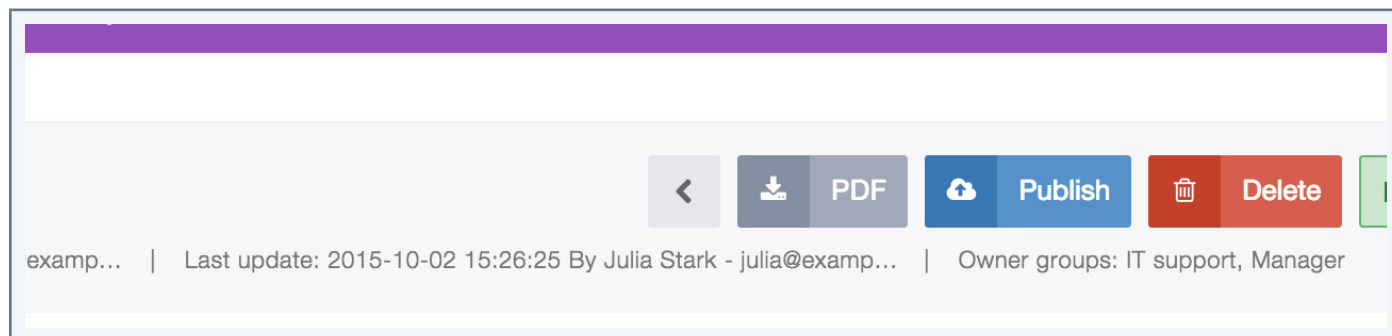 PDF Publish Delete
examp... | Last update: 2015-10-02 15:26:25 By Julia Stark - julia@examp... | Owner groups: IT support, Manager